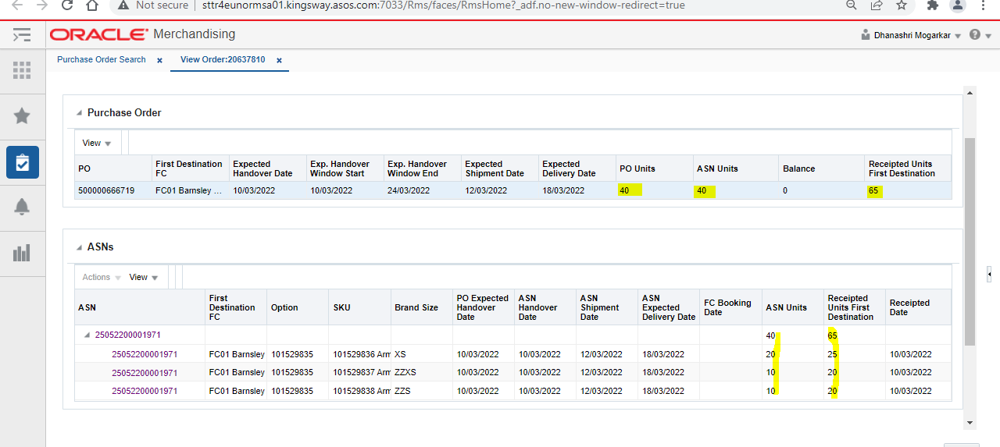 Not secure sttr4eunormsa01.kingsway.asos.com:7033/Rms/faces/RmsHome?_adf.no-new-window-redirect=true
ORACLE® Merchandising
Dhanashri Mogarkar
Purchase Order Search x View Order:20637810 x
Purchase Order
View
PO First Destination FC Expected Handover Date Exp. Handover Window Start Exp. Handover Window End Expected Shipment Date Expected Delivery Date PO Units ASN Units Balance Receipted Units First Destination
500000666719 FC01 Barnsley ... 10/03/2022 10/03/2022 24/03/2022 12/03/2022 18/03/2022 40 40 0 65
ASNs
Actions View
ASN First Destination FC Option SKU Brand Size PO Expected Handover Date ASN Handover Date ASN Shipment Date ASN Expected Delivery Date FC Booking Date ASN Units Receipted Units First Destination Receipted Date
25052200001971 40 65
25052200001971 FC01 Barnsley 101529835 101529836 Arm XS 10/03/2022 10/03/2022 12/03/2022 18/03/2022 20 25 10/03/2022
25052200001971 FC01 Barnsley 101529835 101529837 Arm ZZXS 10/03/2022 10/03/2022 12/03/2022 18/03/2022 10 20 10/03/2022
25052200001971 FC01 Barnsley 101529835 101529838 Arm ZZS 10/03/2022 10/03/2022 12/03/2022 18/03/2022 10 20 10/03/2022